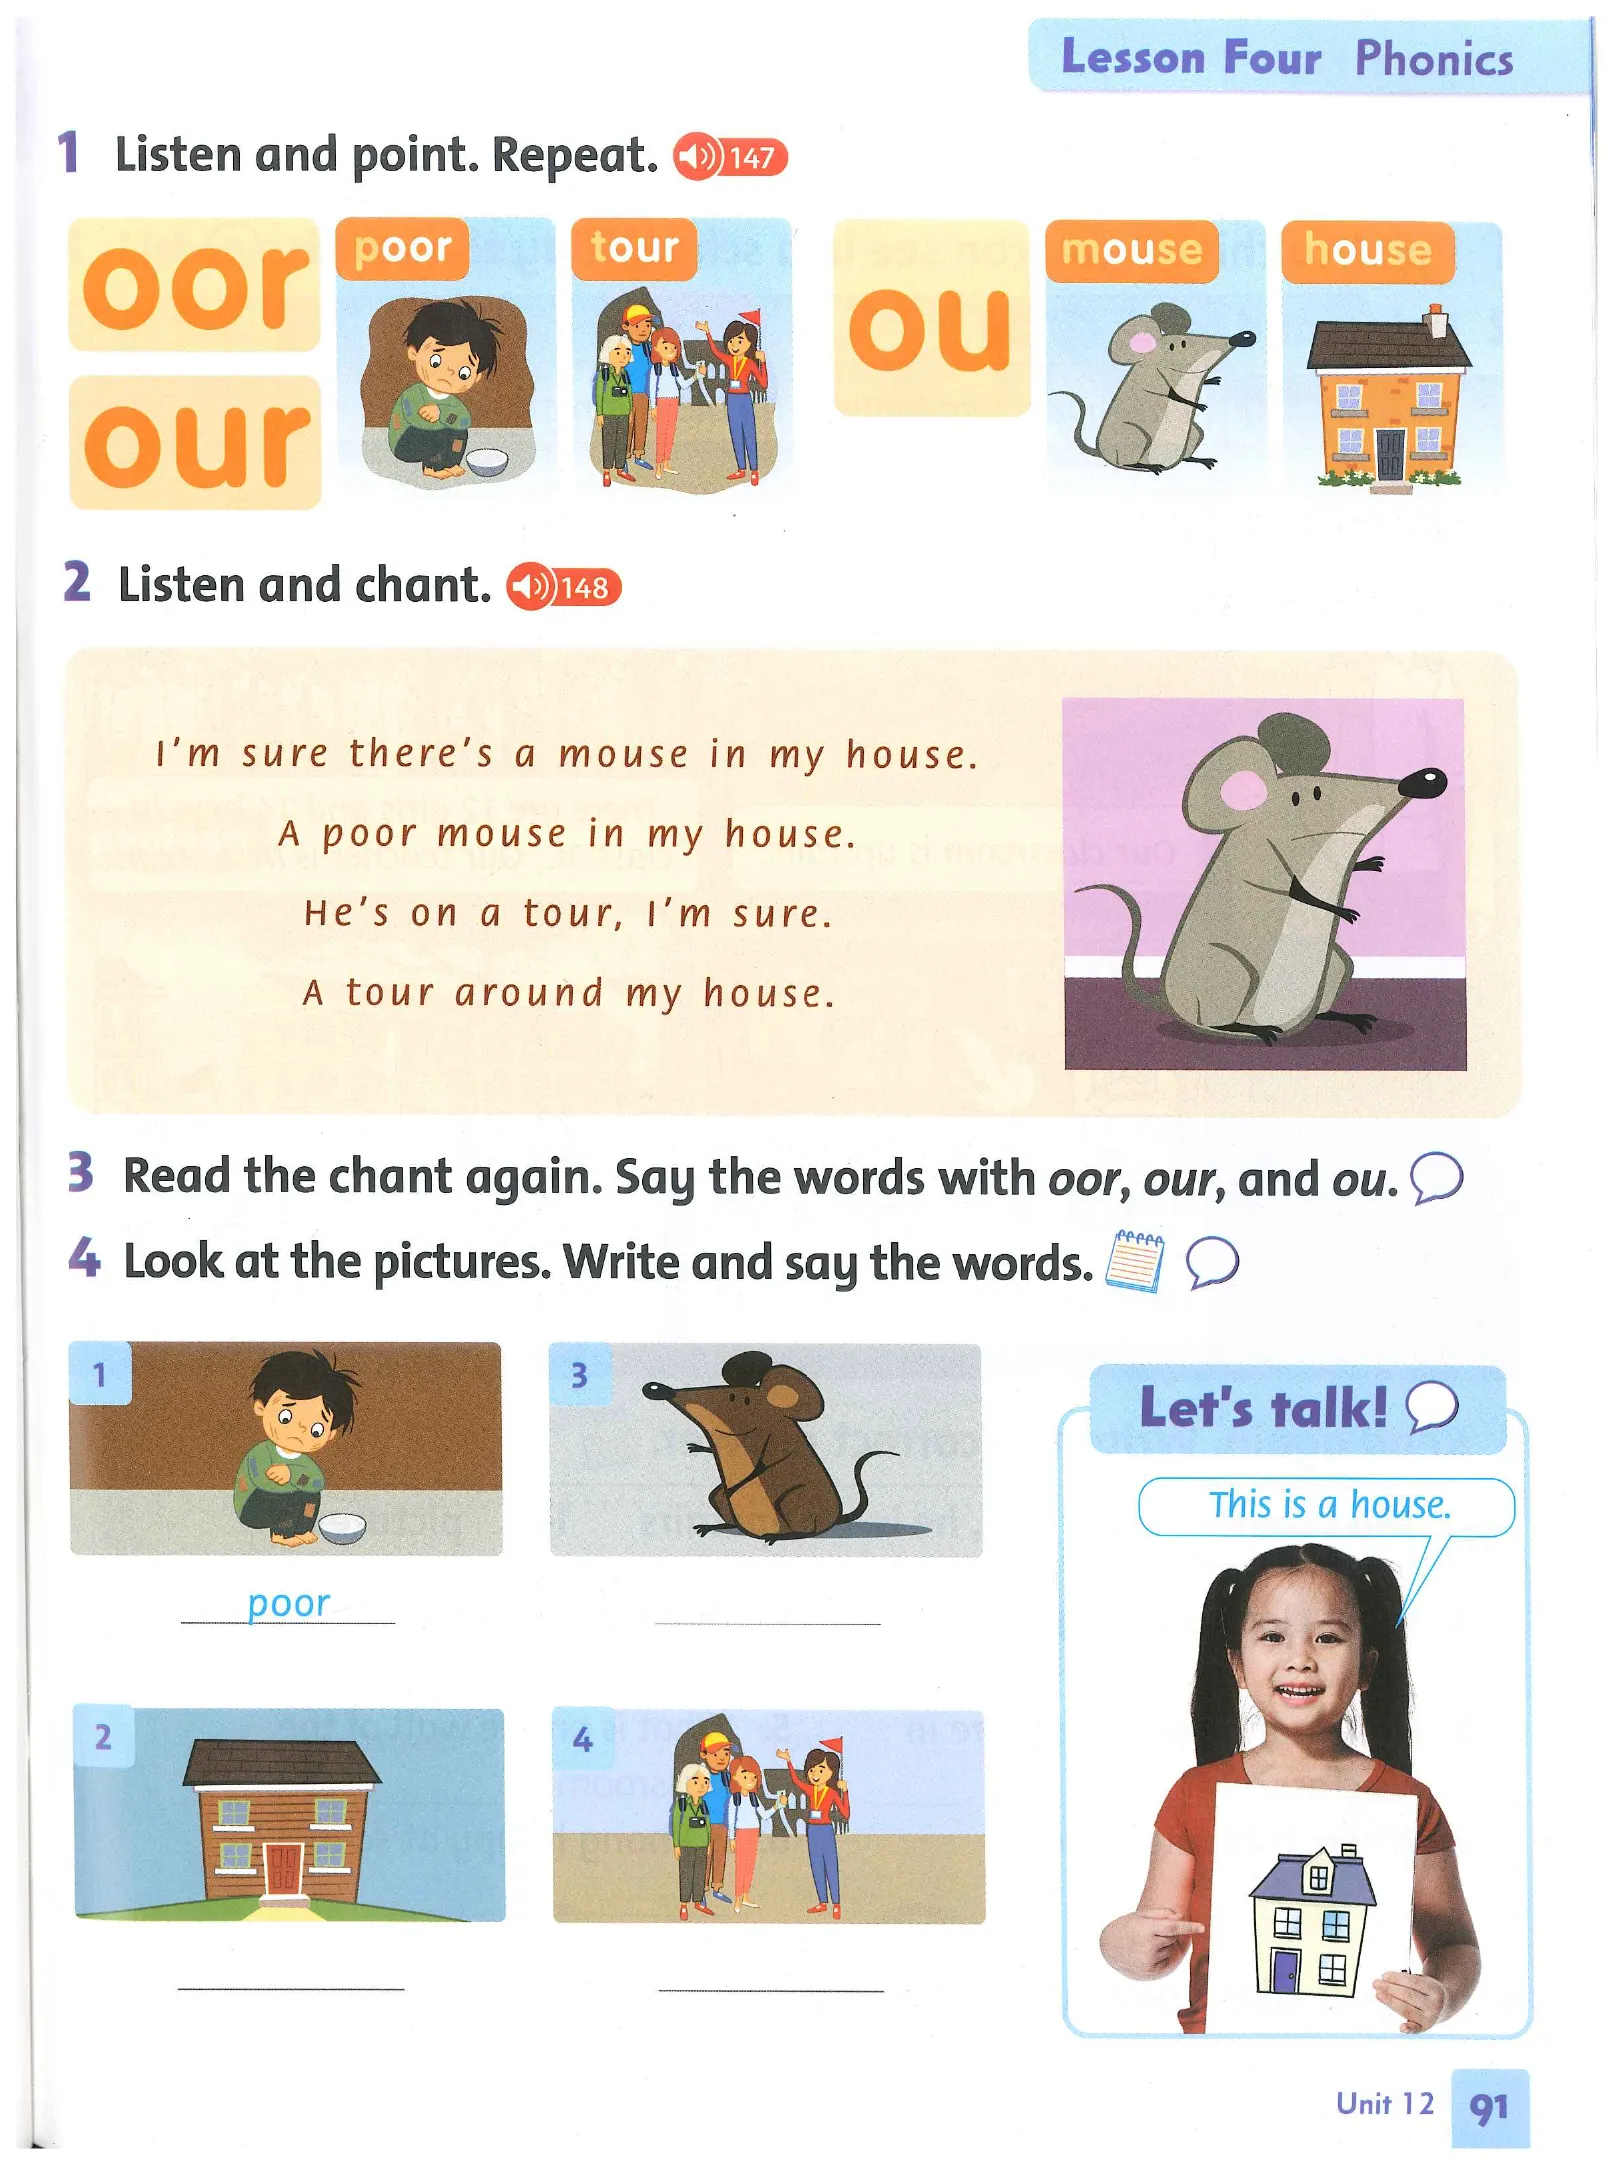 Lesson Four Phonics
1 Listen and point. Repeat. 147
oor
our
poor
tour
ou
mouse
house
2 Listen and chant. 148
I'm sure there's a mouse in my house.
A poor mouse in my house.
He's on a tour, I'm sure.
A tour around my house.
3 Read the chant again. Say the words with oor, our, and ou.
4 Look at the pictures. Write and say the words.
1
poor
3
2
4
Let's talk!
This is a house.
Unit 12 91